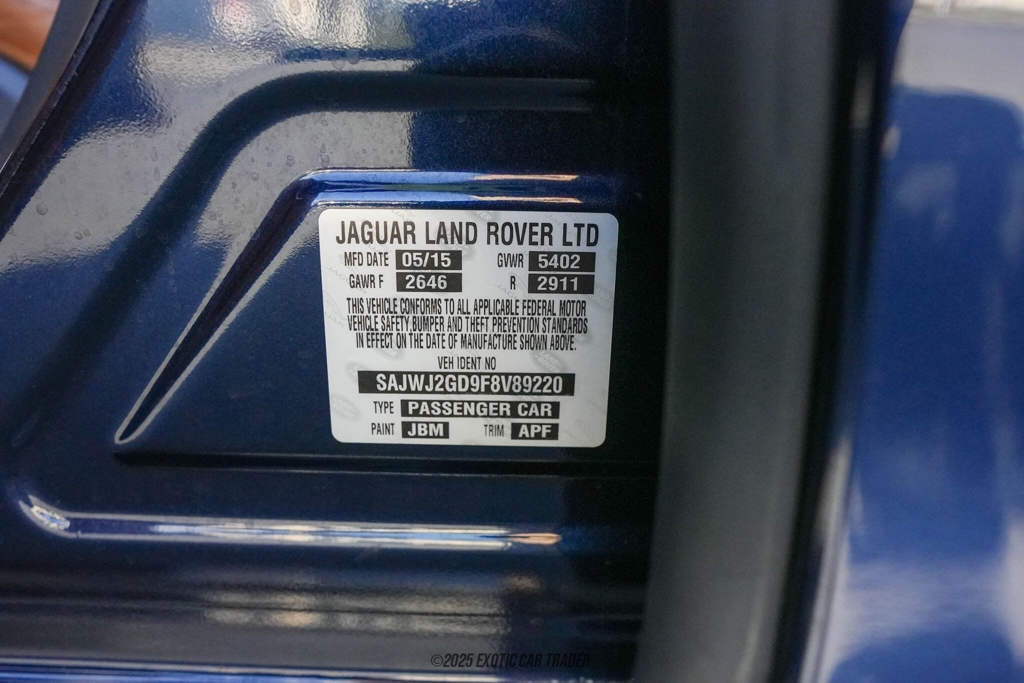 JAGUAR LAND ROVER LTD
MFD DATE 05/15 GVWR 5402
GAWR F 2646 R 2911
THIS VEHICLE CONFORMS TO ALL APPLICABLE FEDERAL MOTOR
VEHICLE SAFETY,BUMPER AND THEFT PREVENTION STANDARDS
IN EFFECT ON THE DATE OF MANUFACTURE SHOWN ABOVE.
VEH IDENT NO
SAJWJ2GD9F8V89220
TYPE PASSENGER CAR
PAINT JBM TRIM APF
©2025 EXOTIC CAR TRADER